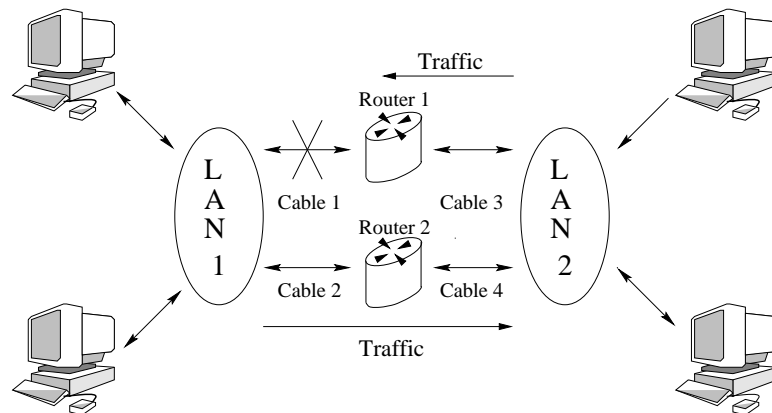 Traffic
Router 1
L
A
N
1
L
A
N
2
Cable 1
Cable 3
Router 2
Cable 2
Cable 4
Traffic